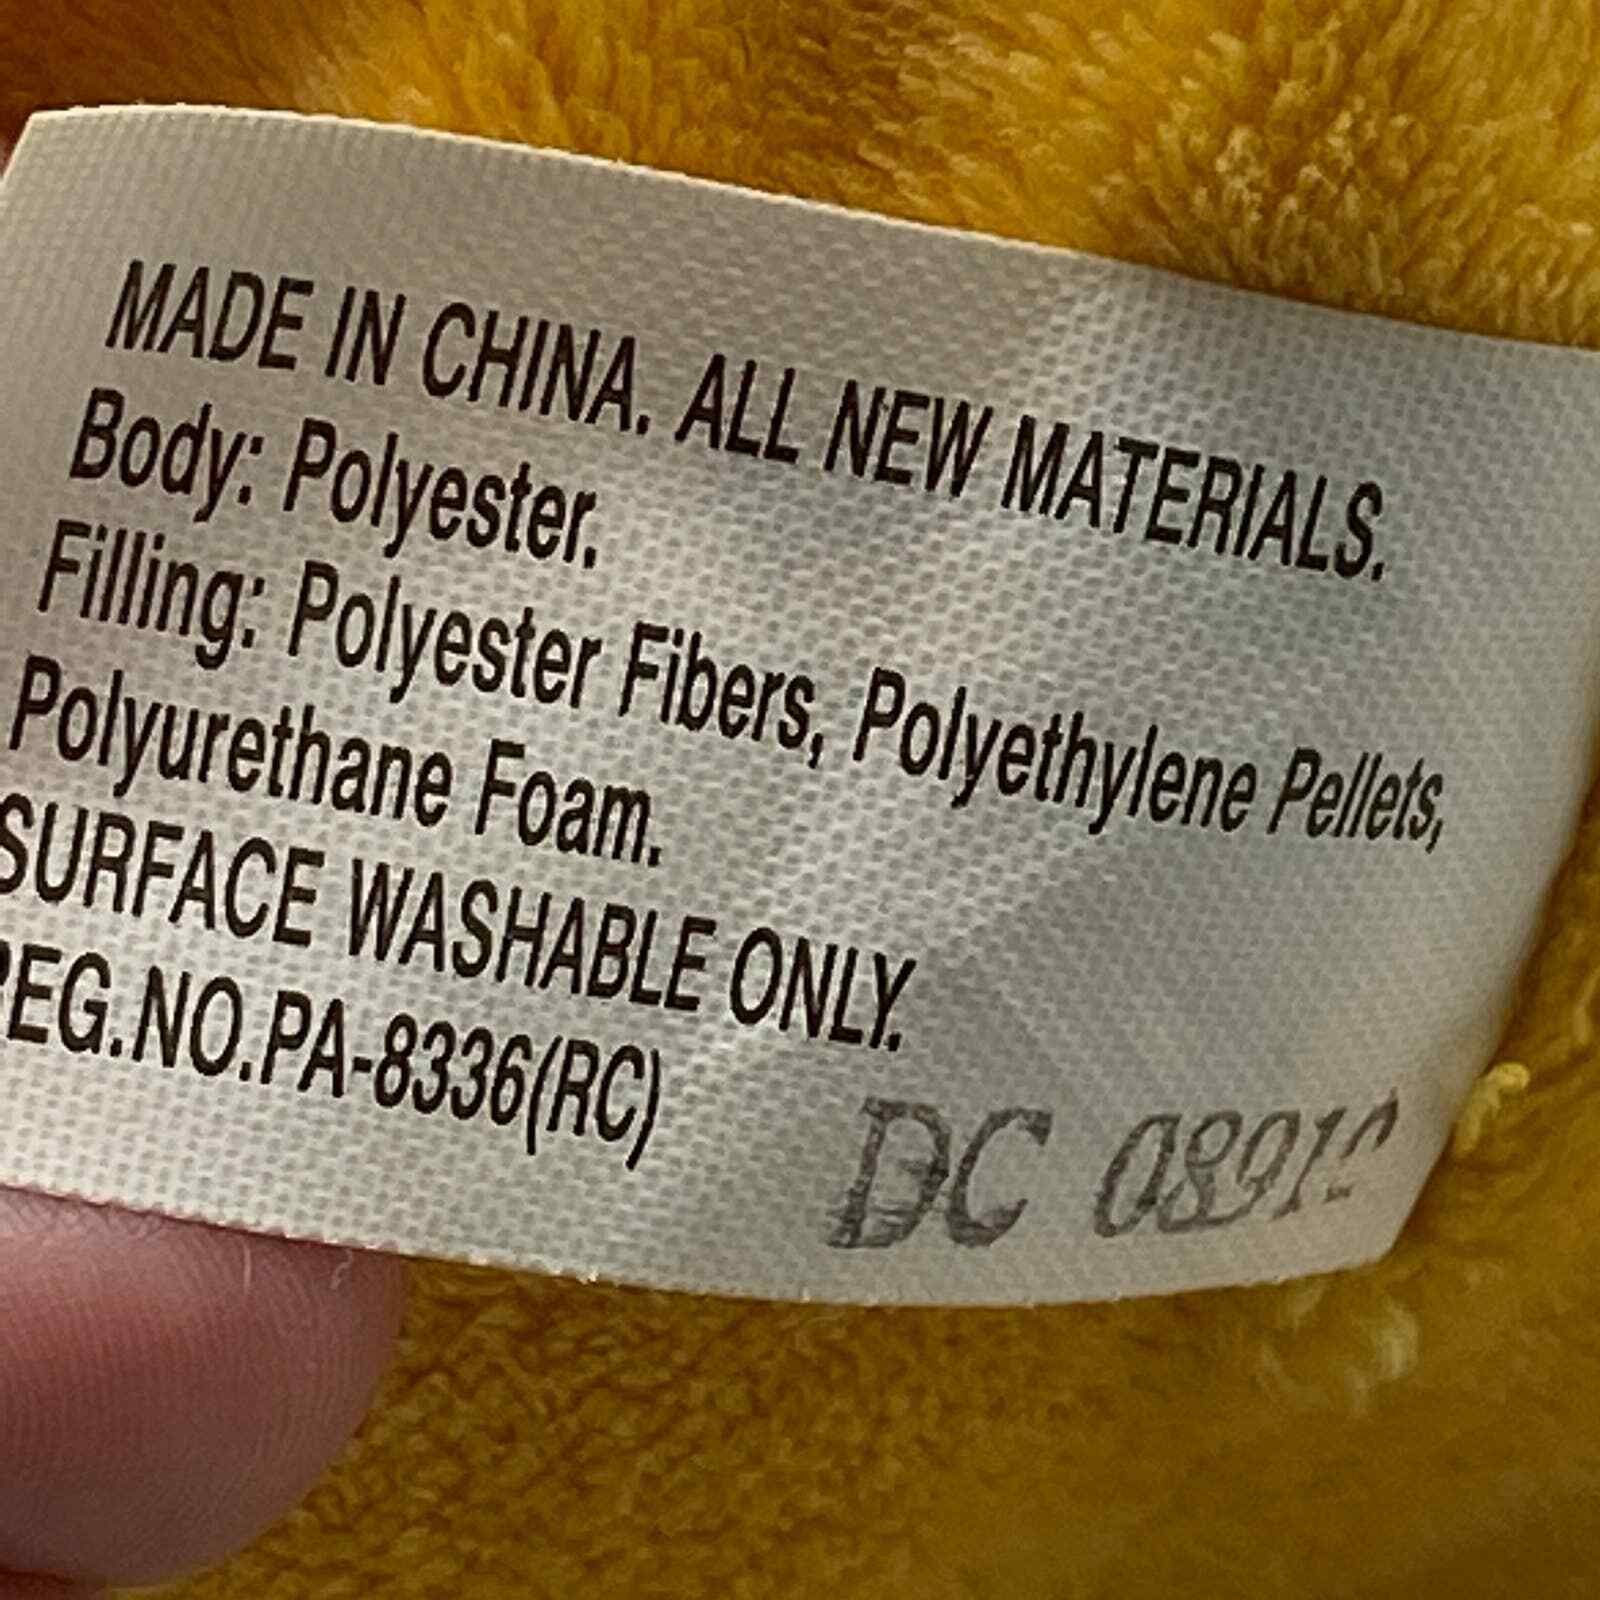 MADE IN CHINA. ALL NEW MATERIALS.
Body: Polyester.
Filling: Polyester Fibers, Polyethylene Pellets,
Polyurethane Foam.
SURFACE WASHABLE ONLY.
REG.NO.PA-8336(RC)
DC